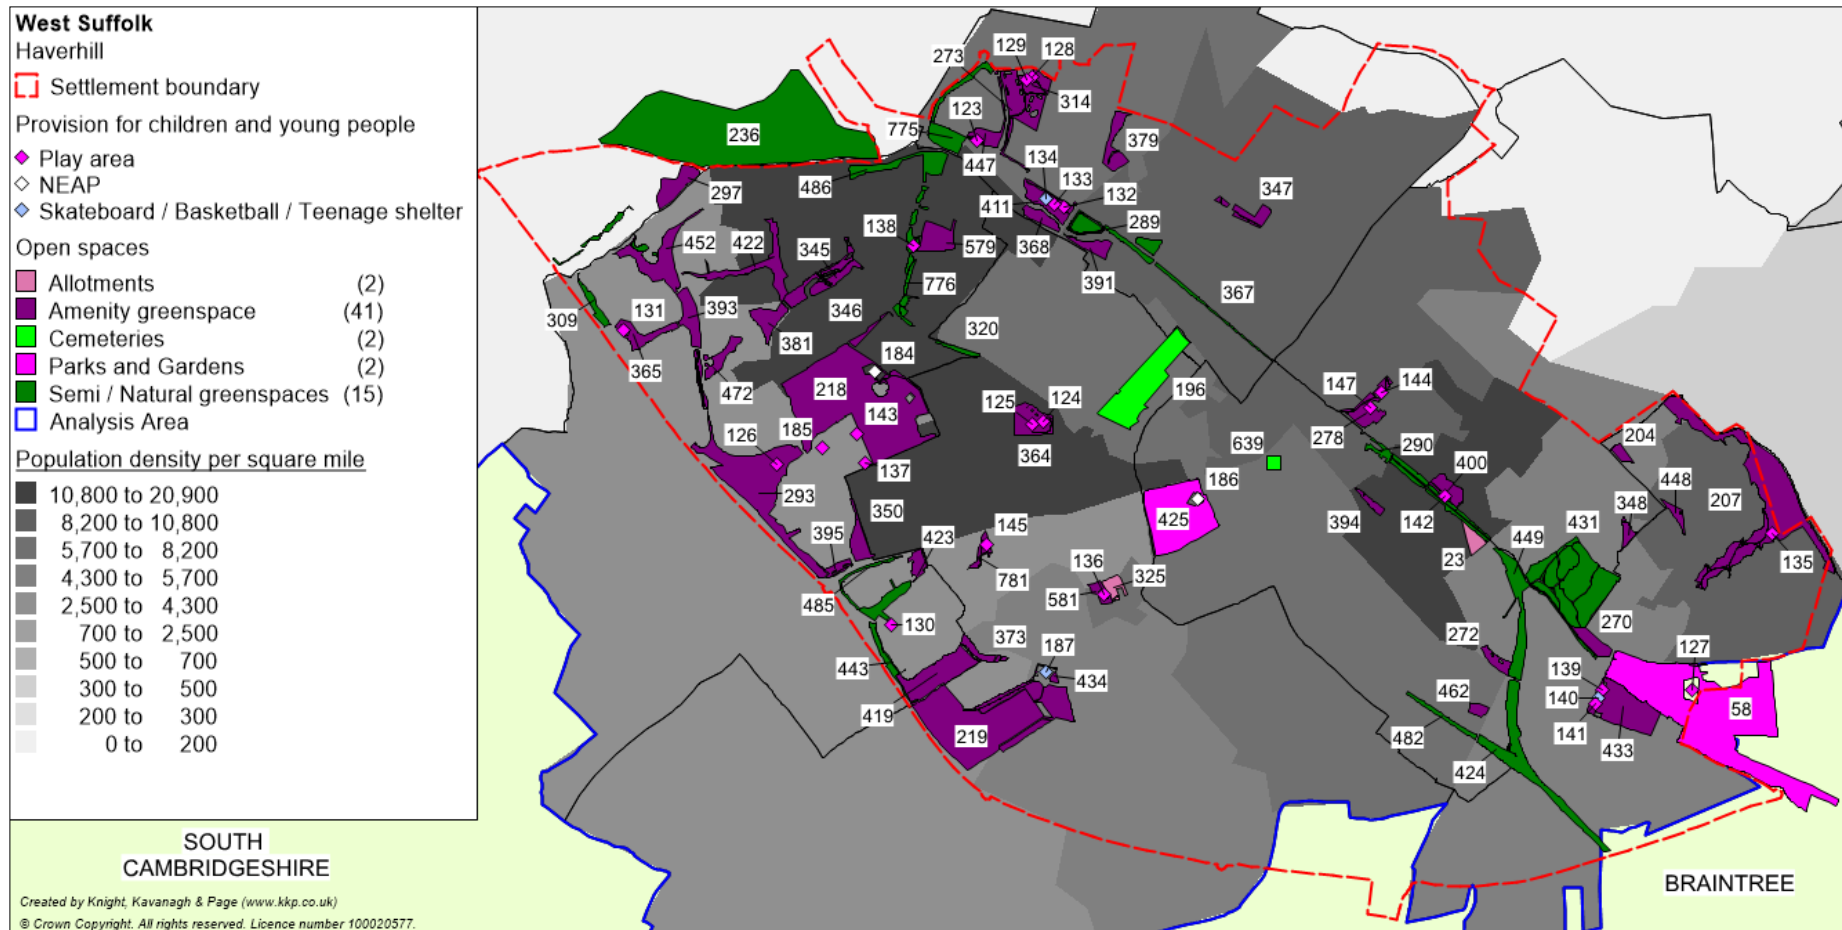 West Suffolk
Haverhill
Settlement boundary
Provision for children and young people
Play area
NEAP
Skateboard / Basketball / Teenage shelter
Open spaces
Allotments (2)
Amenity greenspace (41)
Cemeteries (2)
Parks and Gardens (2)
Semi / Natural greenspaces (15)
Analysis Area
Population density per square mile
10,800 to 20,900
8,200 to 10,800
5,700 to 8,200
4,300 to 5,700
2,500 to 4,300
700 to 2,500
500 to 700
300 to 500
200 to 300
0 to 200
SOUTH
CAMBRIDGESHIRE
Created by Knight, Kavanagh & Page (www.kkp.co.uk)
© Crown Copyright. All rights reserved. Licence number 100020577.
129 128
273
314
123
236
775
379
134
447
133
486
297
132
347
411
289
138
452 422
345
368
579
391
776
367
131 393
346
309
320
381
184
196
365
147 144
472
218
125 124
143
185
126
278
364
204
639
290
137
400
186
448
293
207
348
425
350
394
142
145
395
423
449 431
23
135
136
325
781
581
485
130
270
272
373
187
127
443
139
434
462
140
58
419
141
219
482
433
424
BRAINTREE